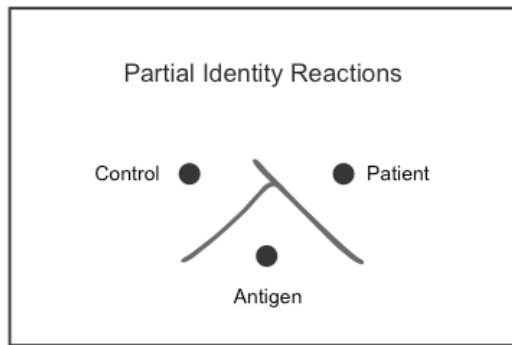 Partial Identity Reactions
Control
Patient
Antigen